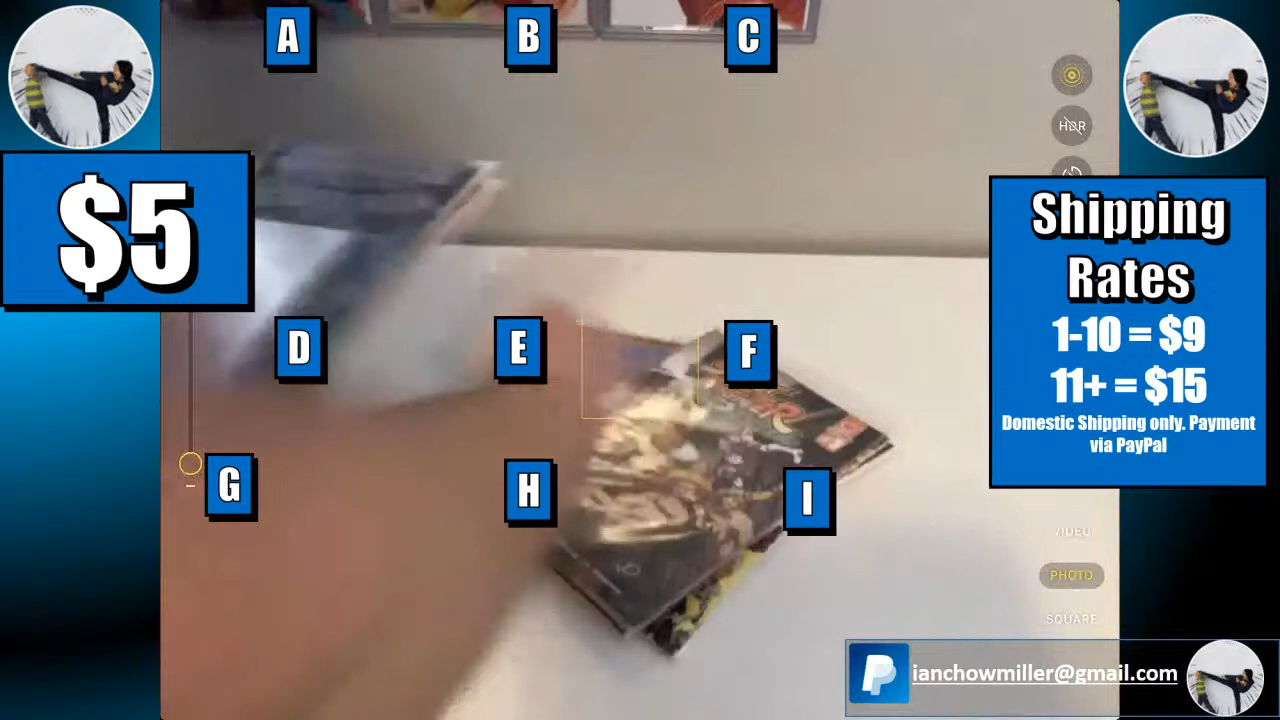 A
B
C
HDR
$5
Shipping
Rates
1-10 = $9
11+ = $15
Domestic Shipping only. Payment
via PayPal
D
E
F
G
H
I
VIDEO
PHOTO
SQUARE
ianchowmiller@gmail.com